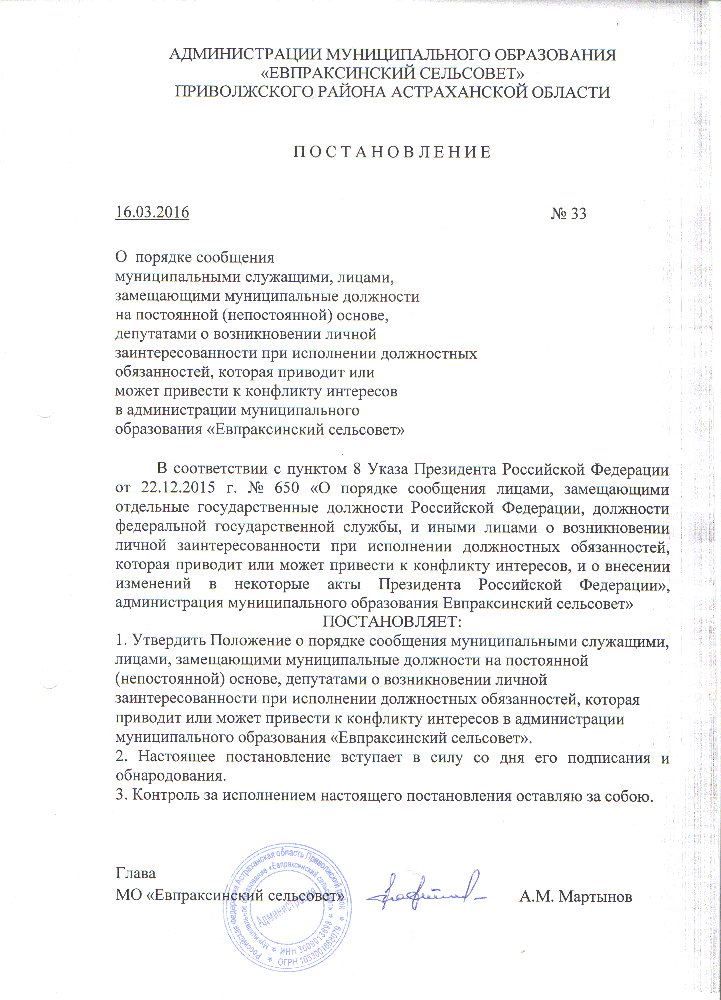 АДМИНИСТРАЦИИ МУНИЦИПАЛЬНОГО ОБРАЗОВАНИЯ
«ЕВПРАКСИНСКИЙ СЕЛЬСОВЕТ»
ПРИВОЛЖСКОГО РАЙОНА АСТРАХАНСКОЙ ОБЛАСТИ
П О С Т А Н О В Л Е Н И Е
16.03.2016 № 33
О порядке сообщения
муниципальными служащими, лицами,
замещающими муниципальные должности
на постоянной (непостоянной) основе,
депутатами о возникновении личной
заинтересованности при исполнении должностных
обязанностей, которая приводит или
может привести к конфликту интересов
в администрации муниципального
образования «Евпраксинский сельсовет»
В соответствии с пунктом 8 Указа Президента Российской Федерации
от 22.12.2015 г. № 650 «О порядке сообщения лицами, замещающими
отдельные государственные должности Российской Федерации, должности
федеральной государственной службы, и иными лицами о возникновении
личной заинтересованности при исполнении должностных обязанностей,
которая приводит или может привести к конфликту интересов, и о внесении
изменений в некоторые акты Президента Российской Федерации»,
администрация муниципального образования Евпраксинский сельсовет»
ПОСТАНОВЛЯЕТ:
1. Утвердить Положение о порядке сообщения муниципальными служащими,
лицами, замещающими муниципальные должности на постоянной
(непостоянной) основе, депутатами о возникновении личной
заинтересованности при исполнении должностных обязанностей, которая
приводит или может привести к конфликту интересов в администрации
муниципального образования «Евпраксинский сельсовет».
2. Настоящее постановление вступает в силу со дня его подписания и
обнародования.
3. Контроль за исполнением настоящего постановления оставляю за собою.
Глава
МО «Евпраксинский сельсовет» А.М. Мартынов
Российская Федерация Астраханская область Приволжский район
* ОГРН 1053001688079 *
Муниципальное образование «Евпраксинский сельсовет»
* ИНН 3009013698 *
Администрация